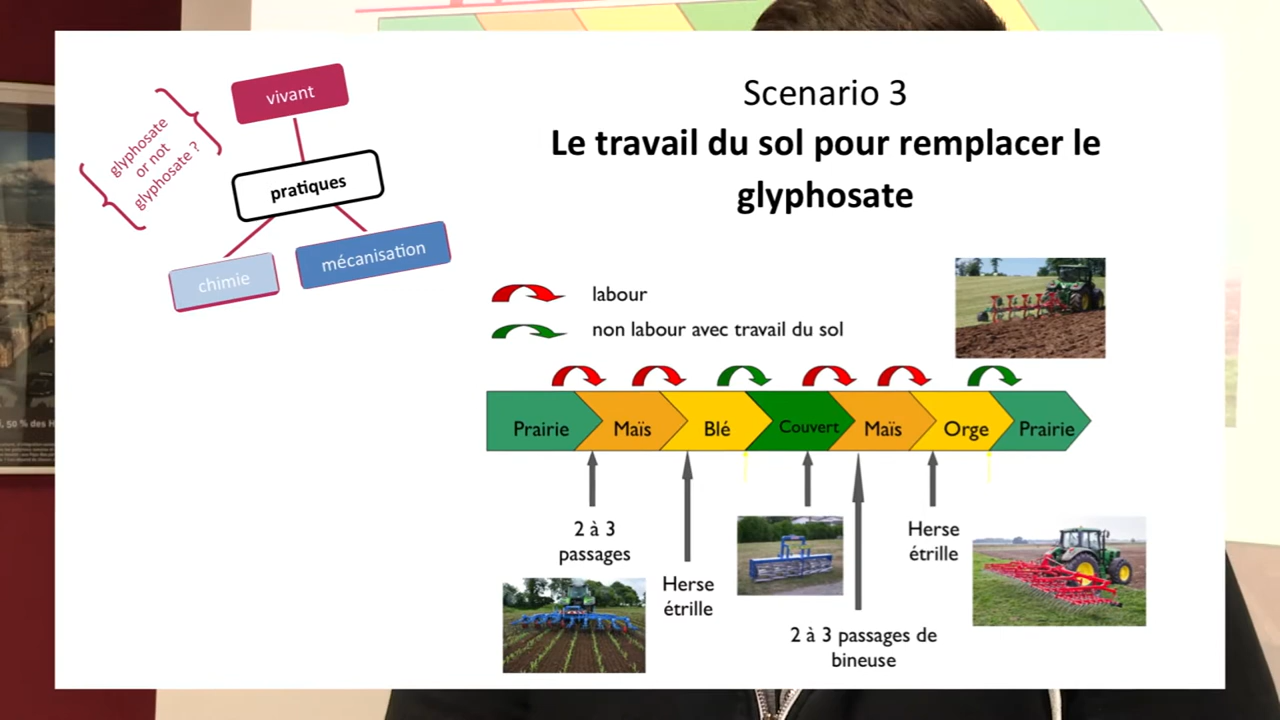 vivant
glyphosate
or not
glyphosate ?
pratiques
chimie
mécanisation
Scenario 3
Le travail du sol pour remplacer le
glyphosate
labour
non labour avec travail du sol
Prairie
Maïs
Blé
Couvert
Maïs
Orge
Prairie
2 à 3
passages
Herse
étrille
2 à 3 passages de
bineuse
Herse
étrille
50 % des